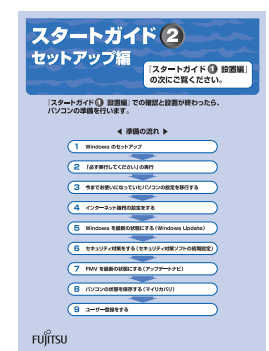 スタートガイド 2
セットアップ編
「スタートガイド 1 設置編」
の次にご覧ください。
「スタートガイド 1 設置編」での確認と設置が終わったら、
パソコンの準備を行います。
◀ 準備の流れ ▶
1 Windows のセットアップ
2 「必ず実行してください」の実行
3 今までお使いになっていたパソコンの設定を移行する
4 インターネット接続の設定をする
5 Windows を最新の状態にする（Windows Update）
6 セキュリティ対策をする（セキュリティ対策ソフトの初期設定）
7 FMV を最新の状態にする（アップデートナビ）
8 パソコンの状態を保存する（マイリカバリ）
9 ユーザー登録をする
FUJITSU